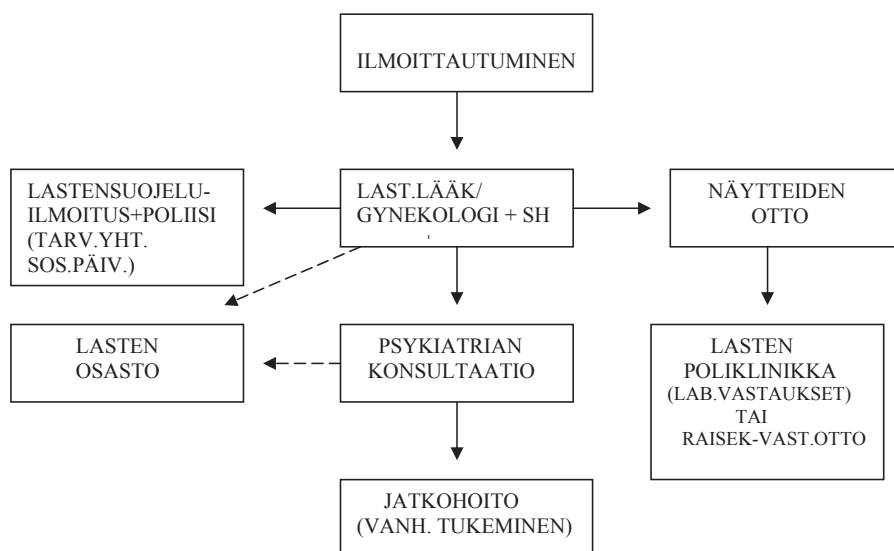 ILMOITTAUTUMINEN
LASTENSUOJELU-
ILMOITUS+POLIISI
(TARV.YHT.
SOS.PÄIV.)
LAST.LÄÄK/
GYNEKOLOGI + SH
NÄYTTEIDEN
OTTO
LASTEN
OSASTO
PSYKIATRIAN
KONSULTAATIO
LASTEN
POLIKLINIKKA
(LAB.VASTAUKSET)
TAI
RAISEK-VAST.OTTO
JATKOHOITO
(VANH. TUKEMINEN)